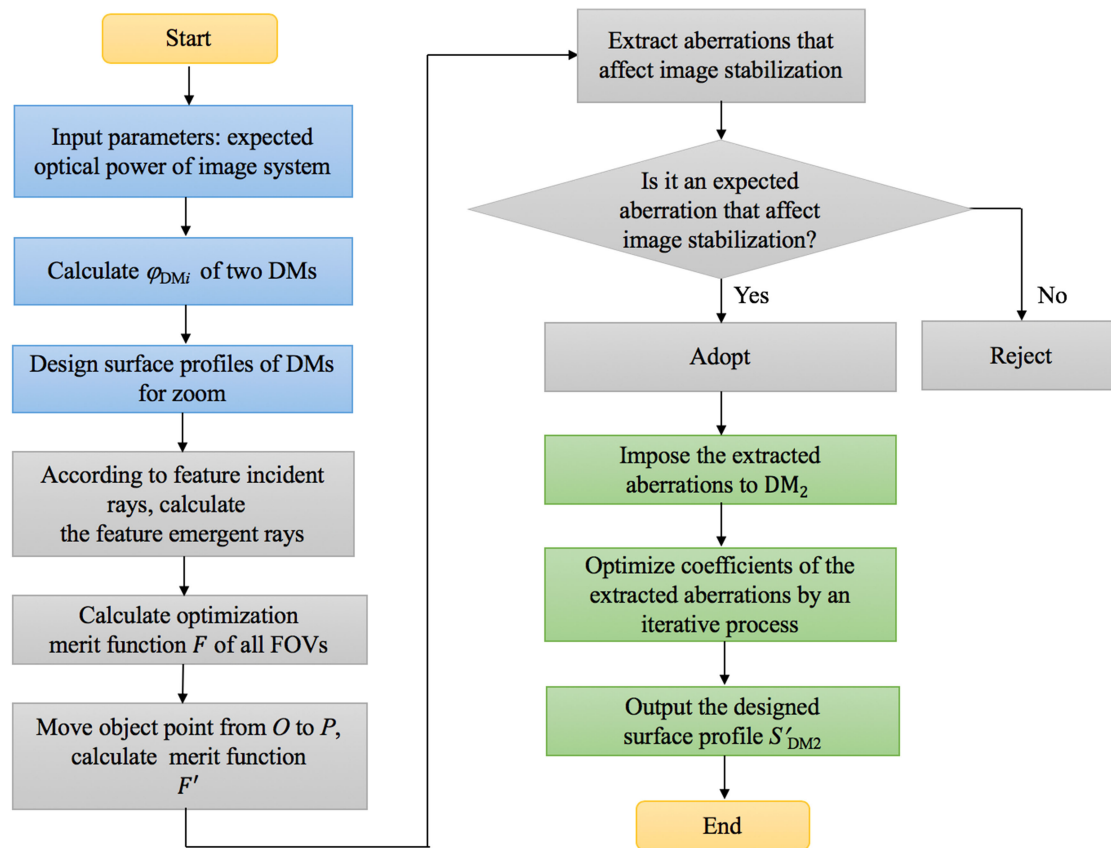 Start
Input parameters: expected
optical power of image system
Calculate φDMi of two DMs
Design surface profiles of DMs
for zoom
According to feature incident
rays, calculate
the feature emergent rays
Calculate optimization
merit function F of all FOVs
Move object point from O to P,
calculate merit function
F′
Extract aberrations that
affect image stabilization
Is it an expected
aberration that affect
image stabilization?
Yes
No
Adopt
Reject
Impose the extracted
aberrations to DM₂
Optimize coefficients of the
extracted aberrations by an
iterative process
Output the designed
surface profile S′DM2
End